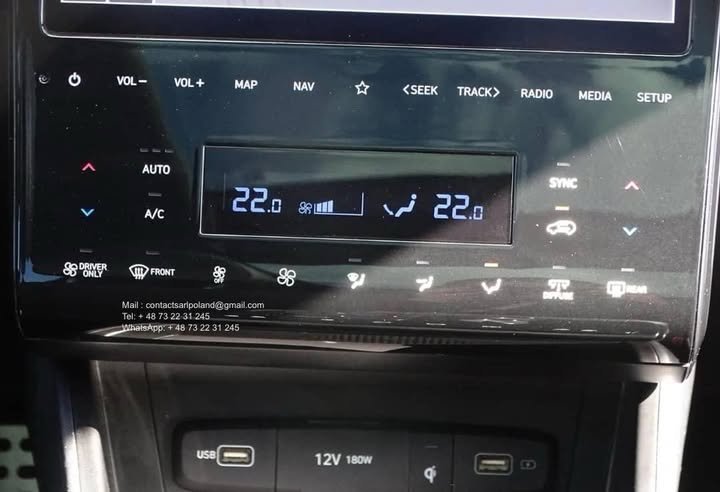 VOL− VOL+ MAP NAV <SEEK TRACK> RADIO MEDIA SETUP
AUTO SYNC
22.0 22.0
A/C
DRIVER ONLY FRONT OFF DIFFUSE REAR
Mail : contactsarlpoland@gmail.com
Tel: + 48 73 22 31 245
WhatsApp: + 48 73 22 31 245
USB 12V 180W